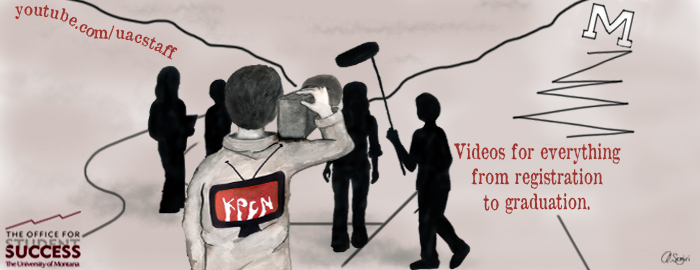 youtube.com/uacstaff
M
KPCN
Videos for everything
from registration
to graduation.
THE OFFICE FOR
STUDENT
SUCCESS
The University of Montana